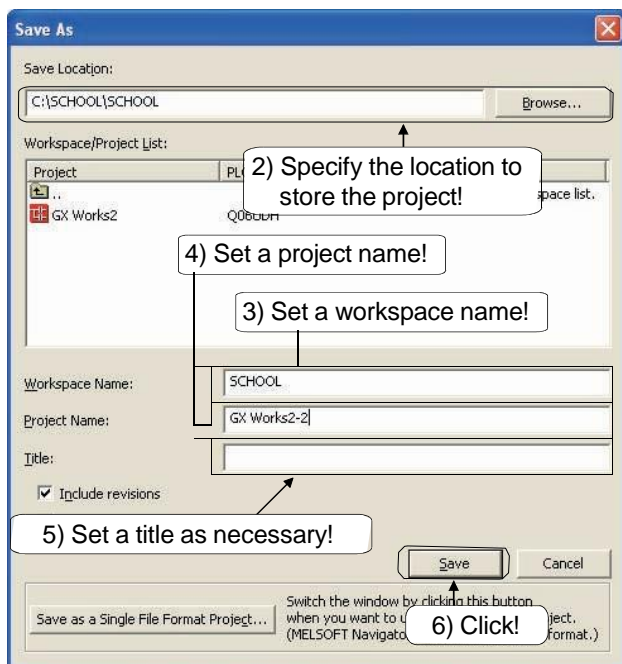 Save As
Save Location:
C:\SCHOOL\SCHOOL
Browse...
Workspace/Project List:
2) Specify the location to
store the project!
Project
..
space list.
GX Works2
4) Set a project name!
3) Set a workspace name!
Workspace Name:
SCHOOL
Project Name:
GX Works2-2
Title:
Include revisions
5) Set a title as necessary!
Save
Cancel
Save as a Single File Format Project...
Switch the window by clicking this button
when you want to
(MELSOFT
format.)
6) Click!